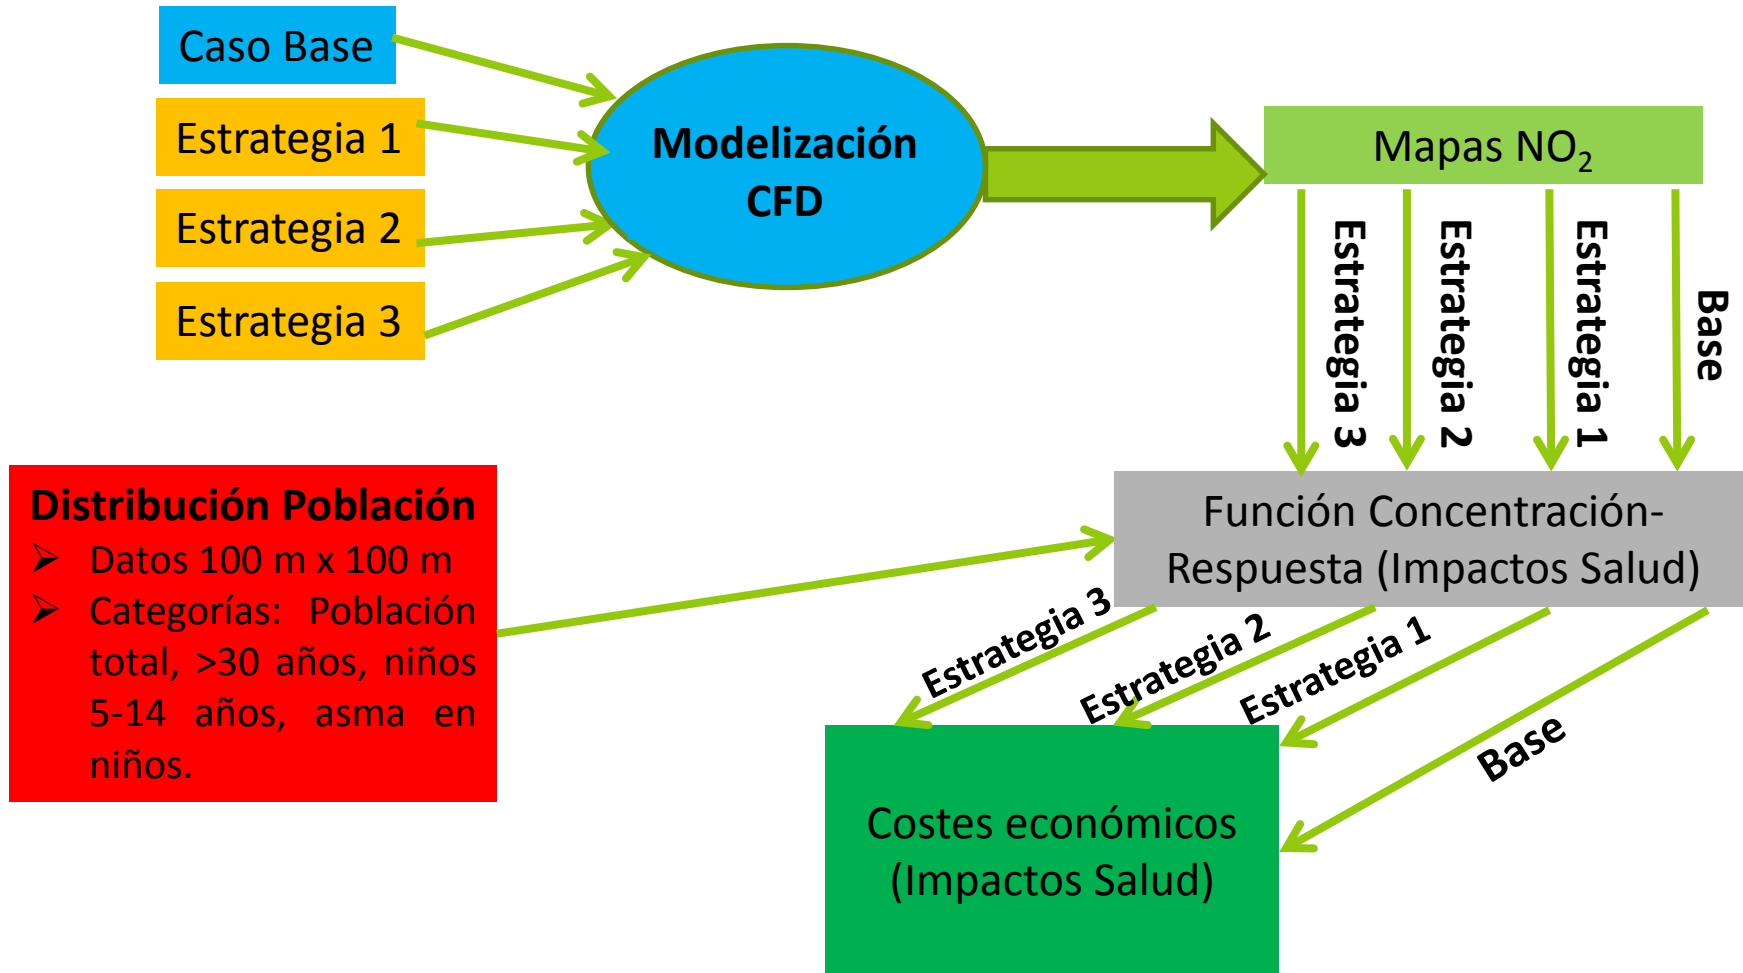 Caso Base
Estrategia 1
Estrategia 2
Estrategia 3
Modelización
CFD
Mapas NO₂
Estrategia 3
Estrategia 2
Estrategia 1
Base
Distribución Población
➢ Datos 100 m x 100 m
➢ Categorías: Población
total, >30 años, niños
5-14 años, asma en
niños.
Función Concentración-
Respuesta (Impactos Salud)
Estrategia 3
Estrategia 2
Estrategia 1
Base
Costes económicos
(Impactos Salud)